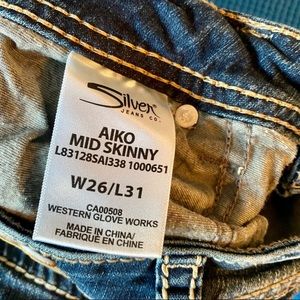 Silver
JEANS CO.
AIKO
MID SKINNY
L83128SAI338 1000651
W26/L31
CA00508
WESTERN GLOVE WORKS
MADE IN CHINA/
FABRIQUÉ EN CHINE